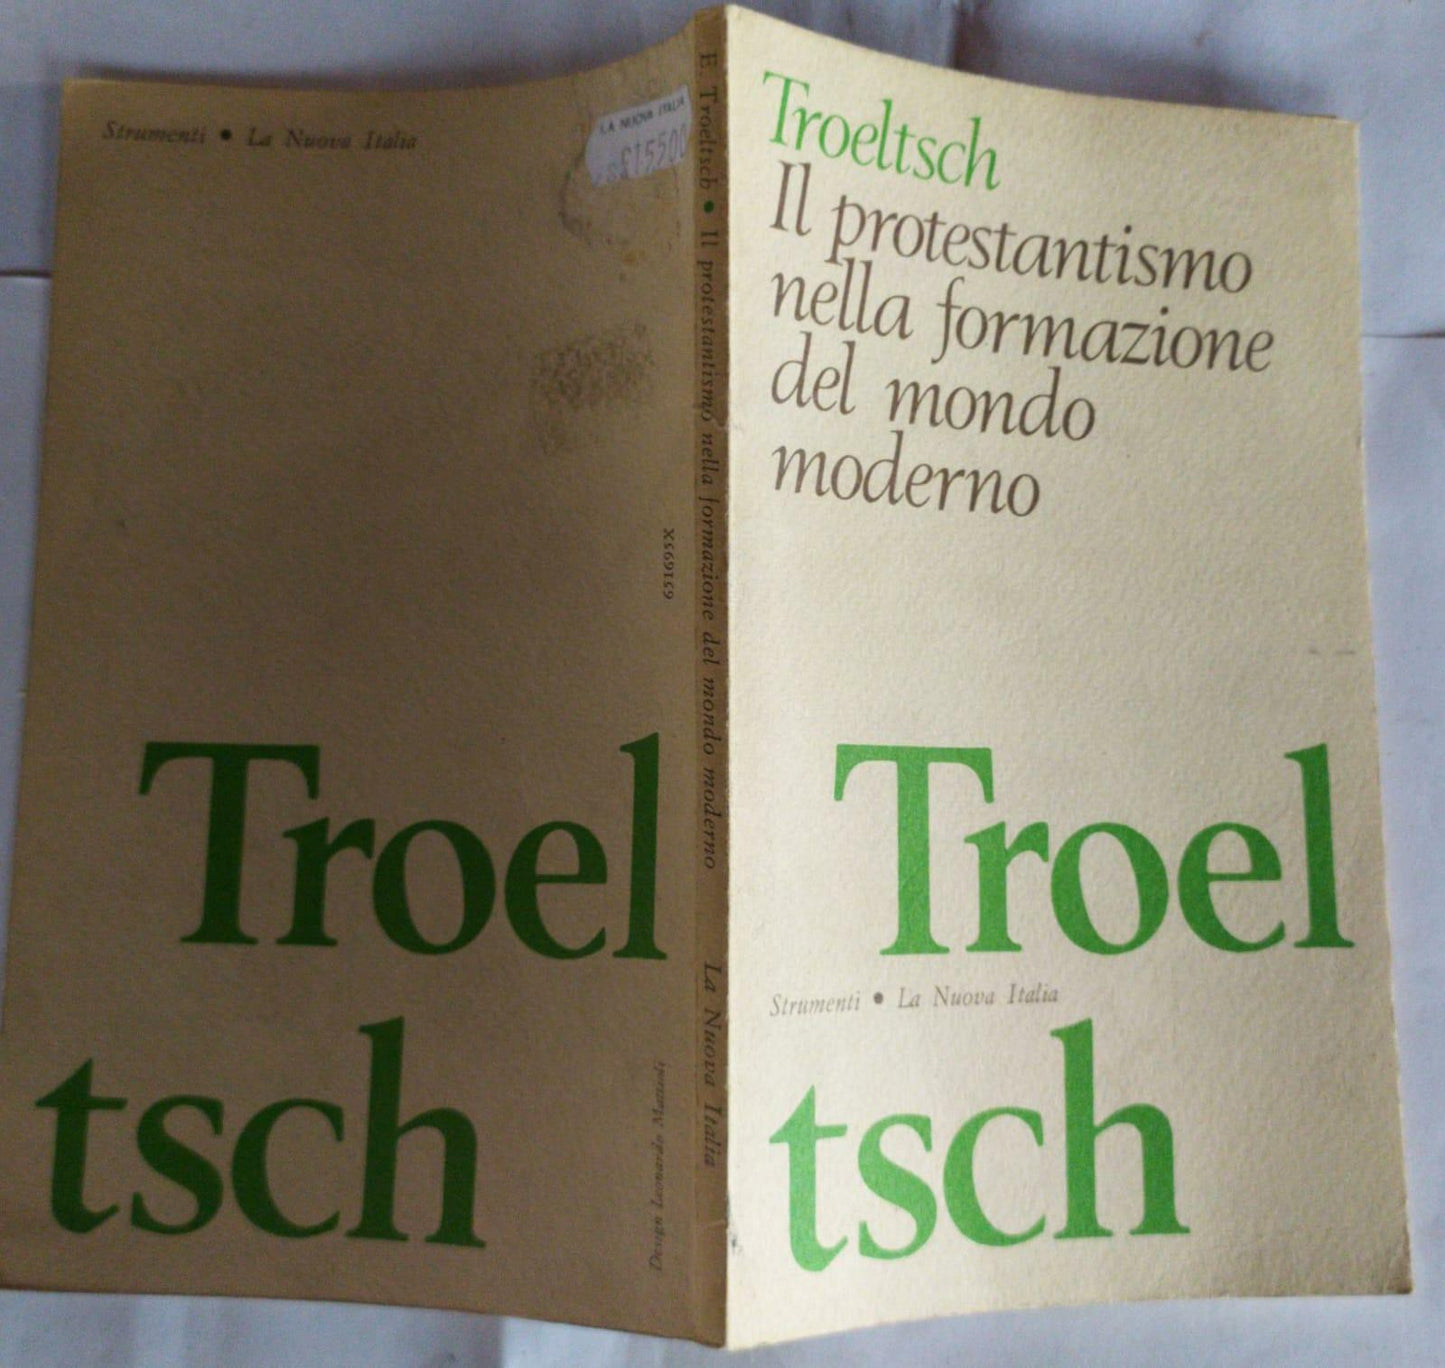 Strumenti • La Nuova Italia
LA NUOVA ITALIA
£15500
651695X
Troel
tsch
Design Leonardo Mattioli
E. Troeltsch • Il protestantismo nella formazione del mondo moderno La Nuova Italia
Troeltsch
Il protestantismo
nella formazione
del mondo
moderno
Troel
Strumenti • La Nuova Italia
tsch